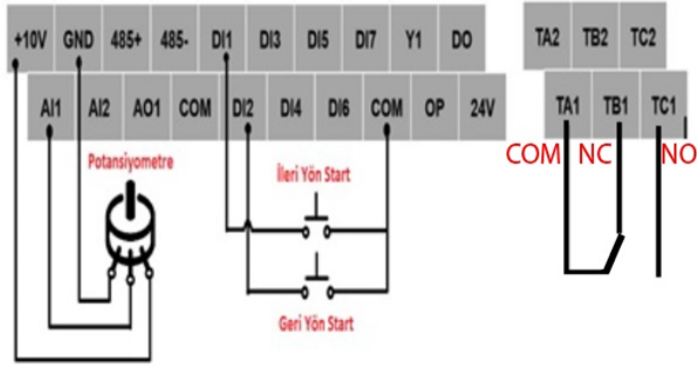 +10V GND 485+ 485- DI1 DI3 DI5 DI7 Y1 DO
TA2 TB2 TC2
AI1 AI2 AO1 COM DI2 DI4 DI6 COM OP 24V
TA1 TB1 TC1
COM NC NO
Potansiyometre
İleri Yön Start
Geri Yön Start